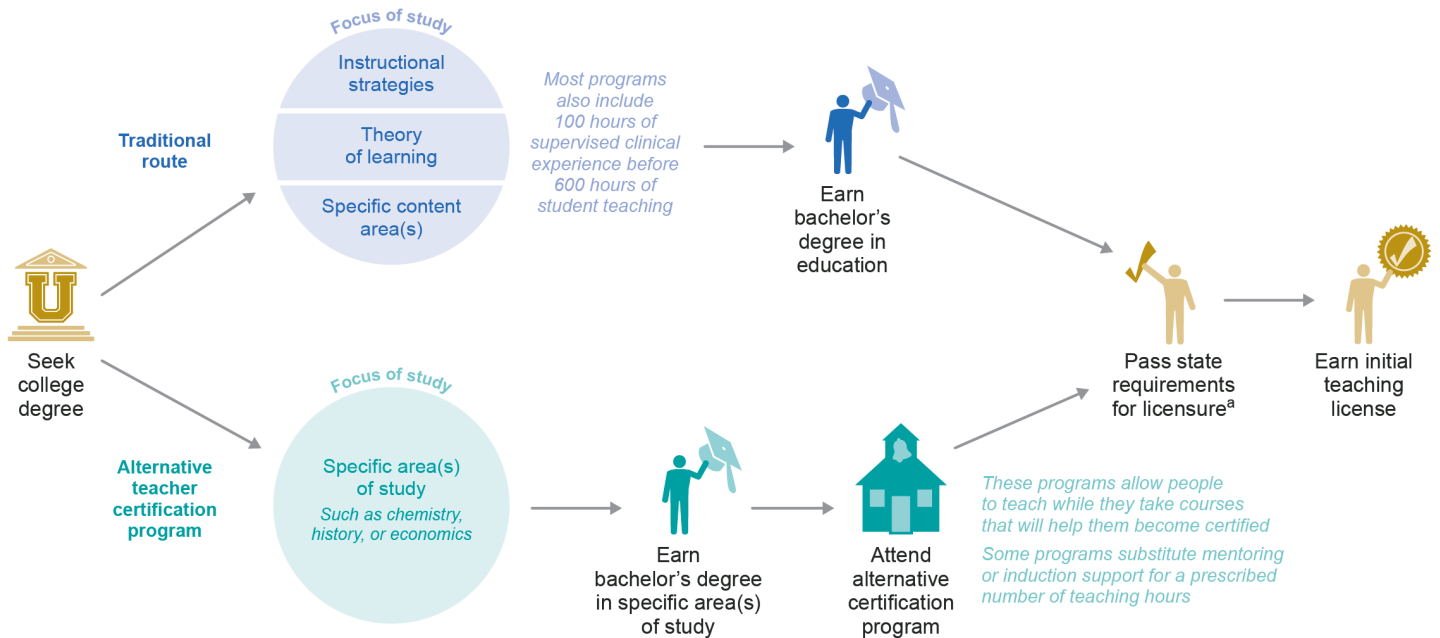 Focus of study
Instructional
strategies
Theory
of learning
Specific content
area(s)
Traditional
route
Most programs
also include
100 hours of
supervised clinical
experience before
600 hours of
student teaching
Earn
bachelor's
degree in
education
U
Seek
college
degree
Pass state
requirements
for licensureᵃ
Earn initial
teaching
license
Alternative
teacher
certification
program
Focus of study
Specific area(s)
of study
Such as chemistry,
history, or economics
Earn
bachelor's degree
in specific area(s)
of study
Attend
alternative
certification
program
These programs allow people
to teach while they take courses
that will help them become certified
Some programs substitute mentoring
or induction support for a prescribed
number of teaching hours